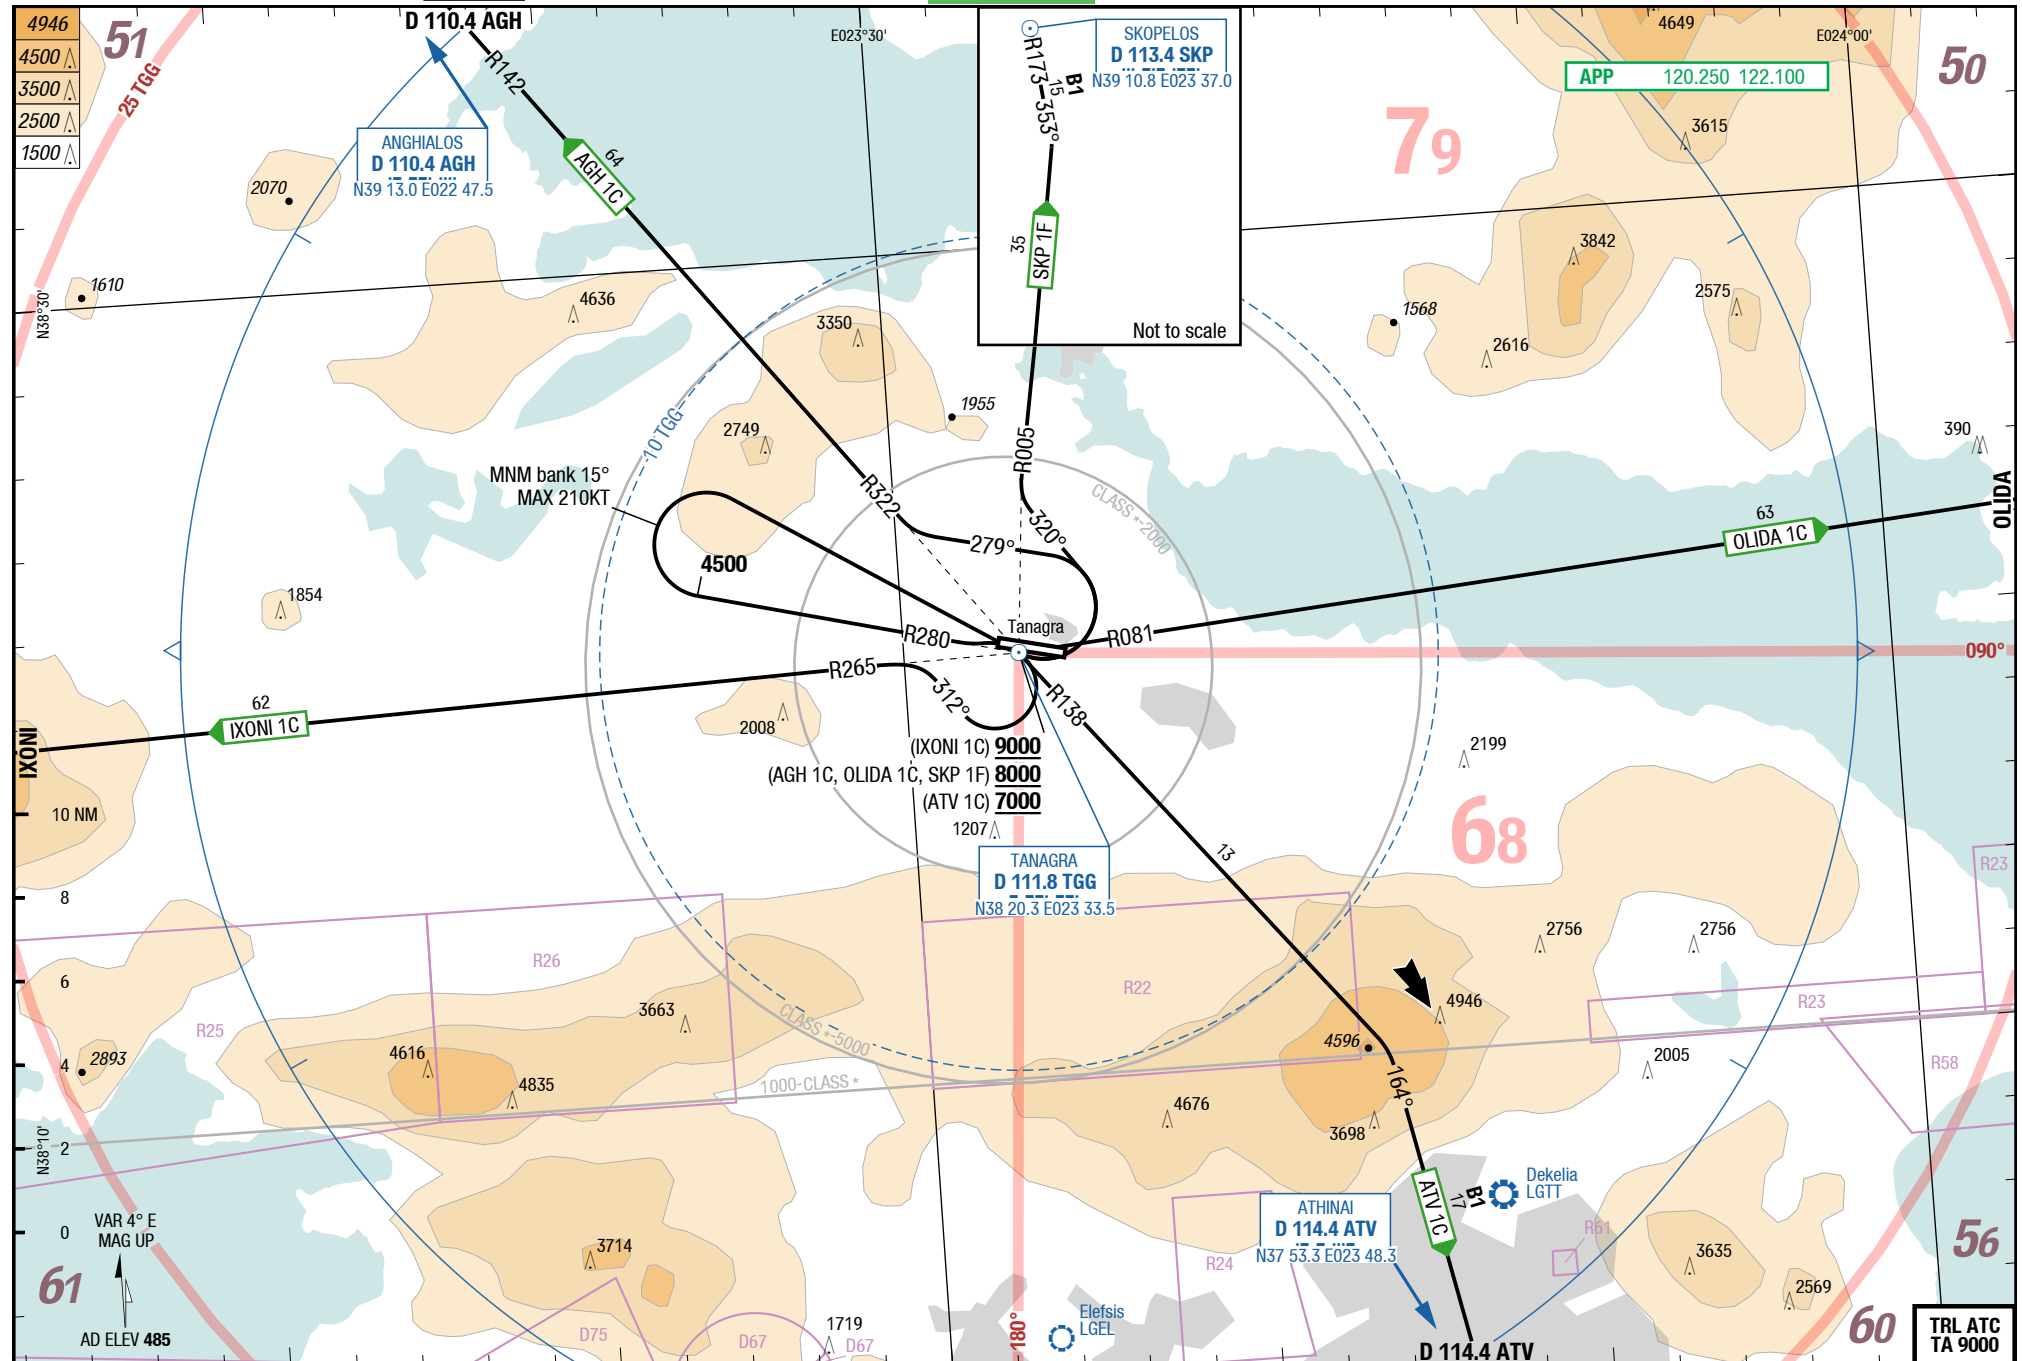 D 110.4 AGH
4946
4500
3500
2500
1500
51
25 TGG
R142
ANGHIALOS
D 110.4 AGH
N39 13.0 E022 47.5
64
AGH 1C
E023°30'
SKOPELOS
D 113.4 SKP
N39 10.8 E023 37.0
R173
15
B1
353°
35
SKP 1F
Not to scale
4649
E024°00'
50
APP 120.250 122.100
79
3615
2070
1610
N38°30'
4636
3350
3842
2575
1568
2616
1955
2749
10 TGG
390
OLIDA
MNM bank 15°
MAX 210KT
R322
R005
320°
279°
CLASS *-2000
4500
63
OLIDA 1C
1854
Tanagra
R280
R081
090°
R265
312°
R138
62
IXONI 1C
IXONI
2008
(IXONI 1C) 9000
(AGH 1C, OLIDA 1C, SKP 1F) 8000
(ATV 1C) 7000
1207
2199
10 NM
8
6
4
2
0
68
13
TANAGRA
D 111.8 TGG
N38 20.3 E023 33.5
R23
R26
R22
R25
2756
2756
3663
4946
R23
CLASS *-5000
4596
2893
4616
4835
1000-CLASS *
2005
R58
164°
4676
3698
N38°10'
ATV 1C
17
B1
Dekelia
LGTT
ATHINAI
D 114.4 ATV
N37 53.3 E023 48.3
VAR 4° E
MAG UP
3714
R24
R61
3635
56
2569
61
AD ELEV 485
D75
D67
1719
D67
180°
Elefsis
LGEL
D 114.4 ATV
60
TRL ATC
TA 9000